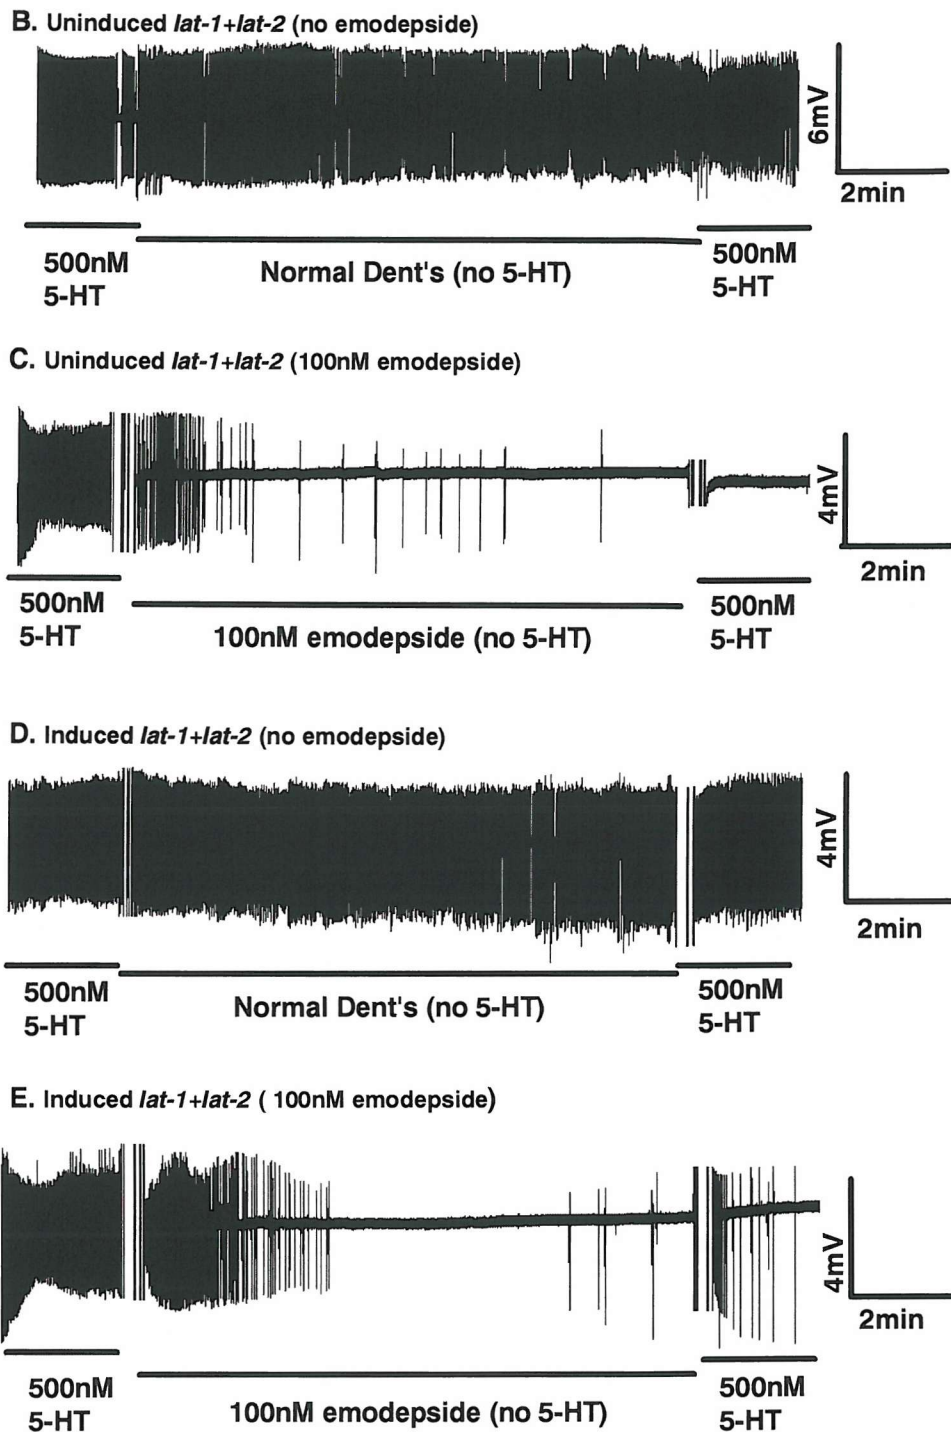 B. Uninduced lat-1+lat-2 (no emodepside)
6mV
2min
500nM
5-HT
Normal Dent's (no 5-HT)
500nM
5-HT
C. Uninduced lat-1+lat-2 (100nM emodepside)
4mV
2min
500nM
5-HT
100nM emodepside (no 5-HT)
500nM
5-HT
D. Induced lat-1+lat-2 (no emodepside)
4mV
2min
500nM
5-HT
Normal Dent's (no 5-HT)
500nM
5-HT
E. Induced lat-1+lat-2 ( 100nM emodepside)
4mV
2min
500nM
5-HT
100nM emodepside (no 5-HT)
500nM
5-HT